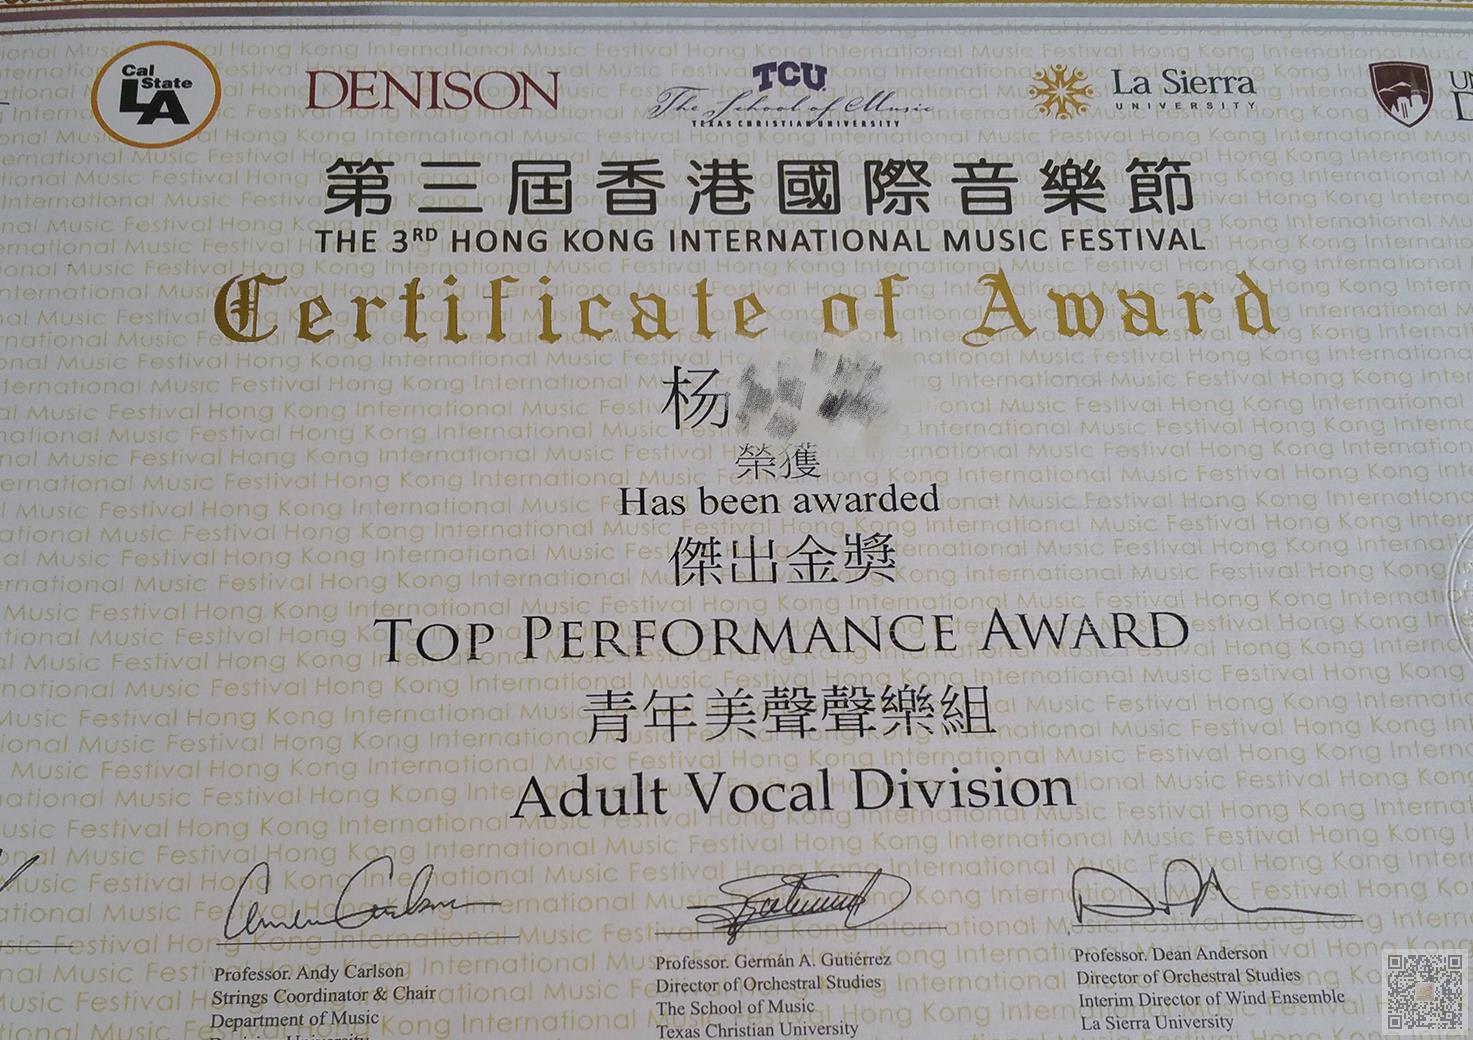 Cal State LA
DENISON
TCU
The School of Music
TEXAS CHRISTIAN UNIVERSITY
La Sierra
UNIVERSITY
第三屆香港國際音樂節
THE 3RD HONG KONG INTERNATIONAL MUSIC FESTIVAL
Certificate of Award
杨
榮獲
Has been awarded
傑出金獎
TOP PERFORMANCE AWARD
青年美聲聲樂組
Adult Vocal Division
Professor. Andy Carlson
Strings Coordinator & Chair
Department of Music
Professor. Germán A. Gutiérrez
Director of Orchestral Studies
The School of Music
Texas Christian University
Professor. Dean Anderson
Director of Orchestral Studies
Interim Director of Wind Ensemble
La Sierra University